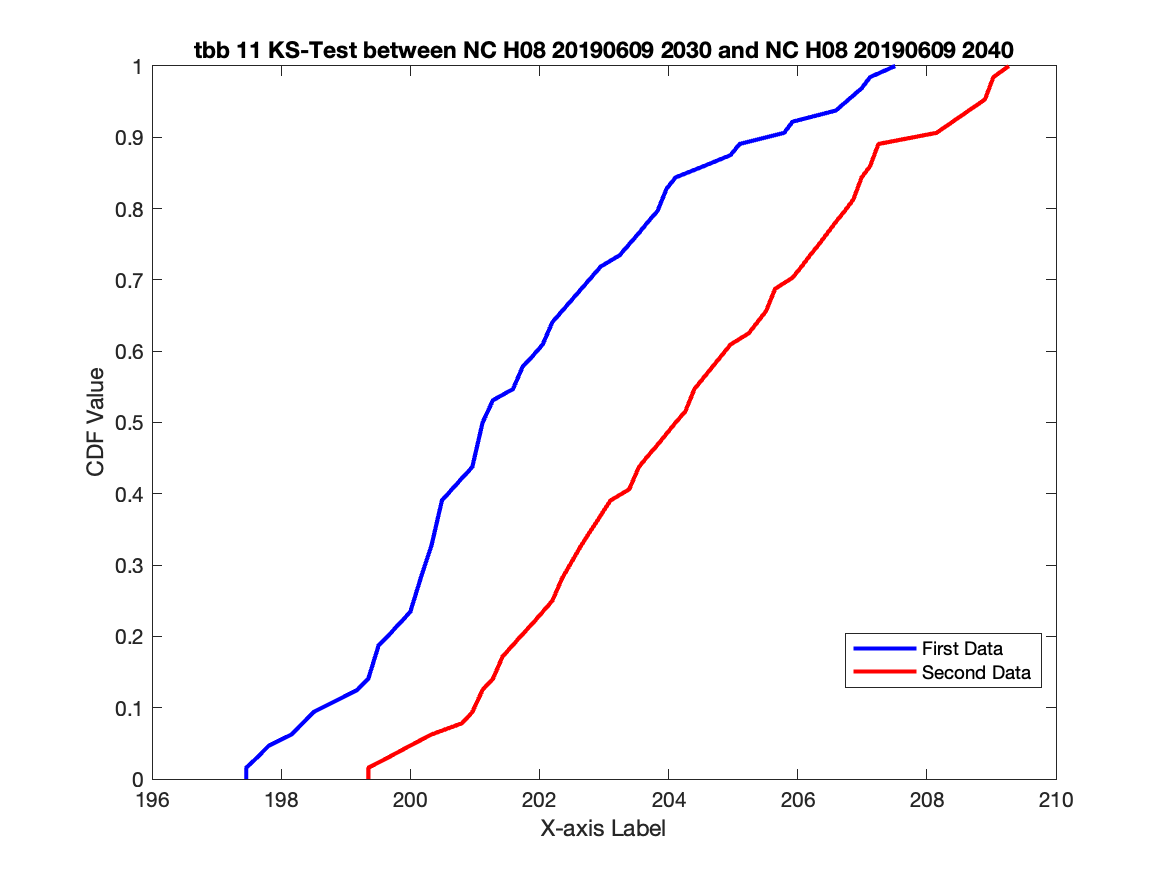 tbb 11 KS-Test between NC H08 20190609 2030 and NC H08 20190609 2040
1
0.9
0.8
0.7
0.6
0.5
0.4
0.3
0.2
0.1
0
CDF Value
First Data
Second Data
196 198 200 202 204 206 208 210
X-axis Label